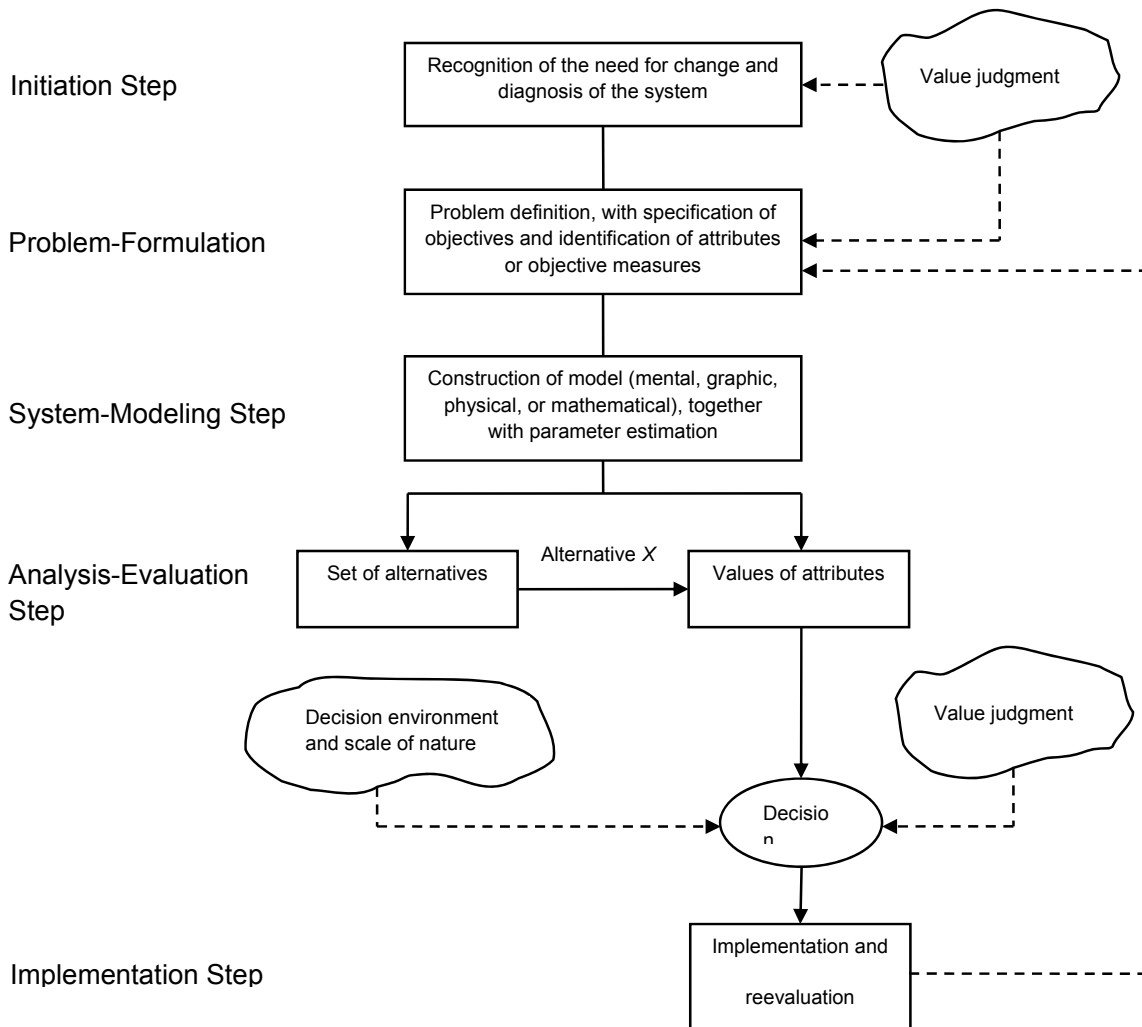 Initiation Step
Recognition of the need for change and
diagnosis of the system
Value judgment
Problem-Formulation
Problem definition, with specification of
objectives and identification of attributes
or objective measures
System-Modeling Step
Construction of model (mental, graphic,
physical, or mathematical), together
with parameter estimation
Analysis-Evaluation
Step
Set of alternatives
Alternative X
Values of attributes
Decision environment
and scale of nature
Value judgment
Decisio
n
Implementation Step
Implementation and
reevaluation